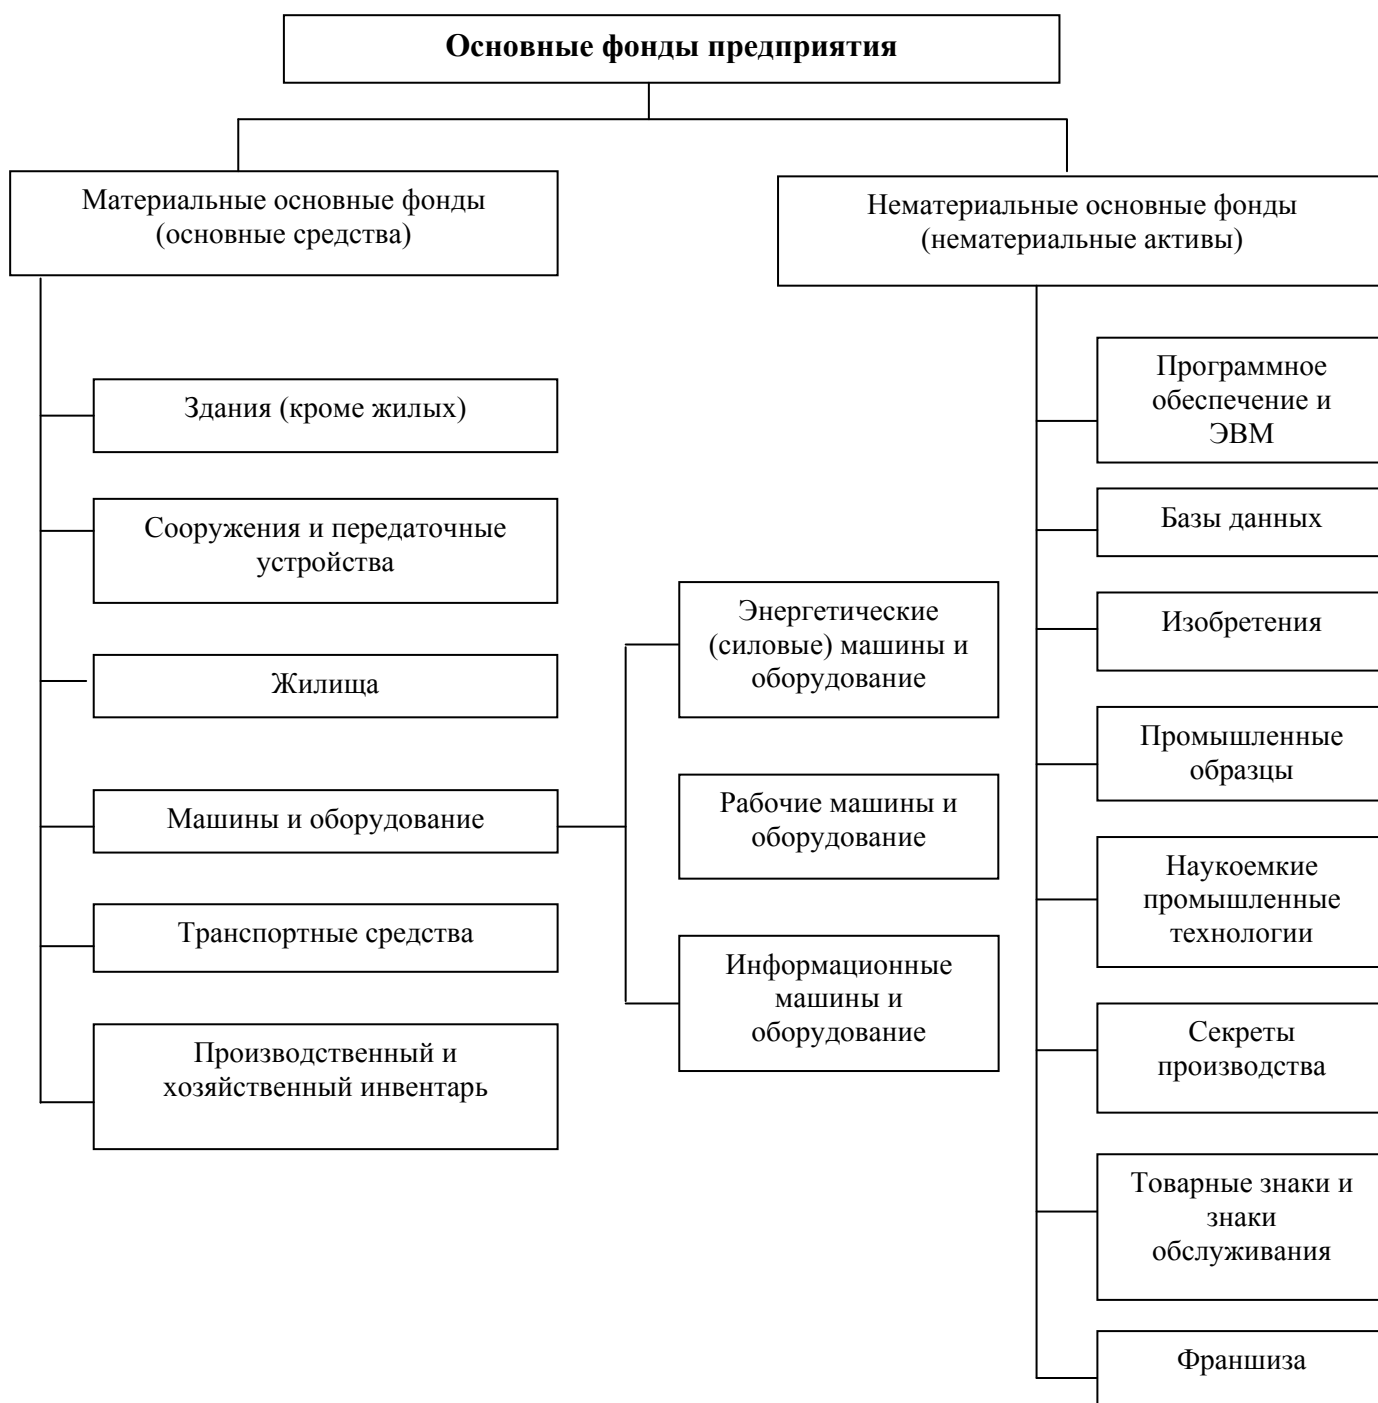 Основные фонды предприятия
Материальные основные фонды
(основные средства)
Нематериальные основные фонды
(нематериальные активы)
Здания (кроме жилых)
Сооружения и передаточные
устройства
Жилища
Машины и оборудование
Транспортные средства
Производственный и
хозяйственный инвентарь
Энергетические
(силовые) машины и
оборудование
Рабочие машины и
оборудование
Информационные
машины и
оборудование
Программное
обеспечение и
ЭВМ
Базы данных
Изобретения
Промышленные
образцы
Наукоемкие
промышленные
технологии
Секреты
производства
Товарные знаки и
знаки
обслуживания
Франшиза